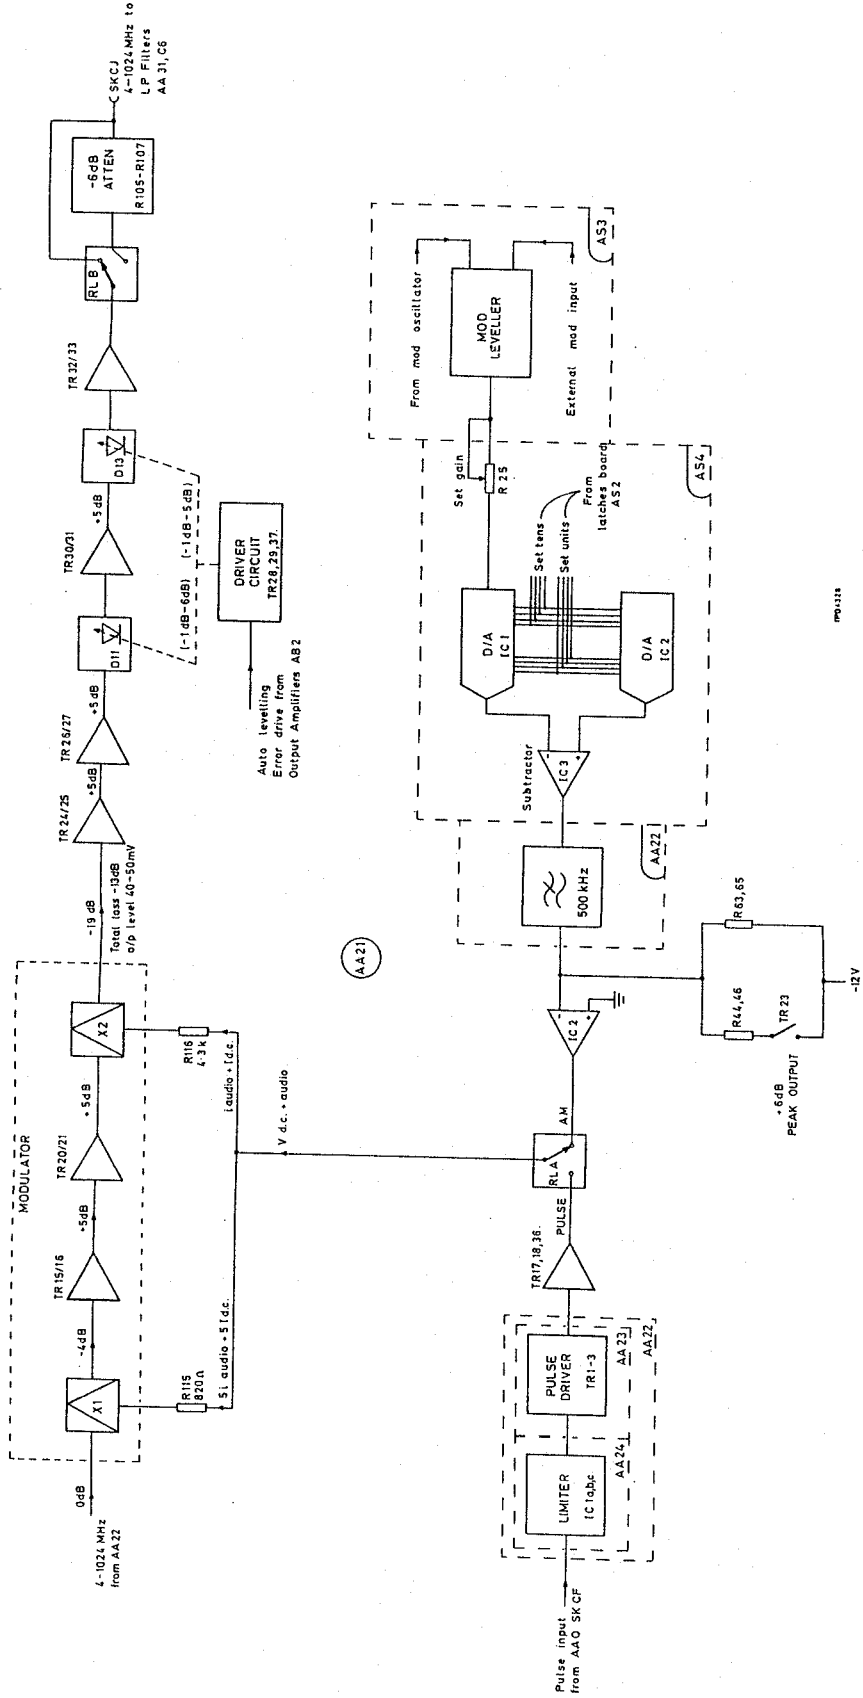 4-1024 MHz
from AA22
0dB
MODULATOR
X1
-4dB
TR15/16
+5dB
TR20/21
+5dB
X2
-19 dB
Total loss -13dB
o/p level 40-50mV
TR24/25
+5dB
TR26/27
+5dB
D11
TR30/31
+5dB
D13
(-1dB-6dB)
(-1dB-5dB)
TR32/33
RL B
-6dB
ATTEN
R105-R107
SKCJ
4-1024 MHz to
LP Filters
AA31,C6
R115
820Ω
5i audio + 5 I d.c.
R116
4·3k
i audio + I d.c.
V d.c. + audio
Auto levelling
Error drive from
Output Amplifiers AB2
DRIVER
CIRCUIT
TR28,29,37.
AA21
Pulse input
from AA0 SKCF
LIMITER
IC1a,b,c.
AA24
PULSE
DRIVER
TR1-3
AA23
AA22
TR17,18,36.
PULSE
RLA
AM
IC2
-
+
+6dB
PEAK OUTPUT
R44,46
TR23
R63,65
-12V
500 kHz
AA22
Subtractor
IC3
-
+
D/A
IC1
D/A
IC2
Set tens
Set units
From
latches board
AS2
AS4
Set gain
R25
MOD
LEVELLER
From mod oscillator
External mod input
AS3